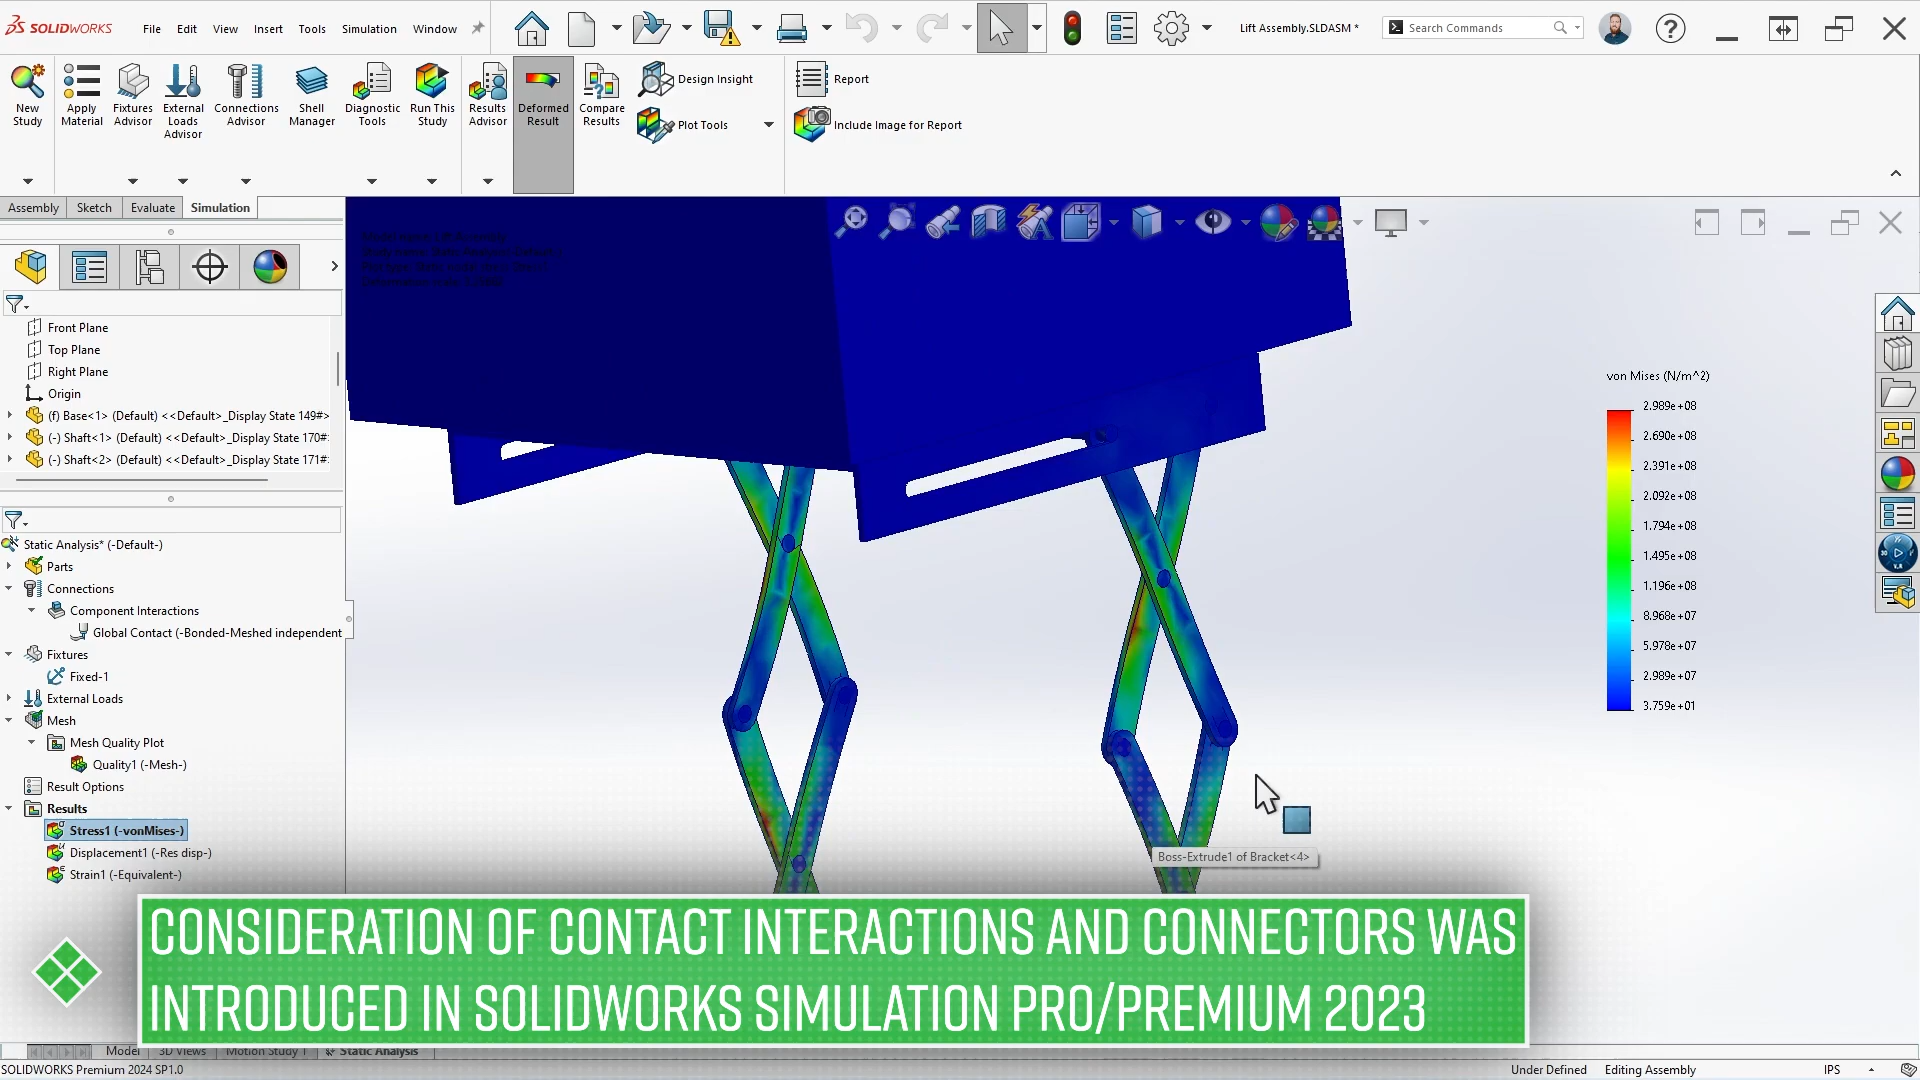 SOLIDWORKS File Edit View Insert Tools Simulation Window Lift Assembly.SLDASM * Search Commands
New Study
Apply Material
Fixtures Advisor
External Loads Advisor
Connections Advisor
Shell Manager
Diagnostic Tools
Run This Study
Results Advisor
Deformed Result
Compare Results
Design Insight
Plot Tools
Report
Include Image for Report
Assembly Sketch Evaluate Simulation
Front Plane
Top Plane
Right Plane
Origin
(f) Base<1> (Default) <<Default>_Display State 149#>
(-) Shaft<1> (Default) <<Default>_Display State 170#
(-) Shaft<2> (Default) <<Default>_Display State 171#
Static Analysis* (-Default-)
Parts
Connections
Component Interactions
Global Contact (-Bonded-Meshed independent
Fixtures
Fixed-1
External Loads
Mesh
Mesh Quality Plot
Quality1 (-Mesh-)
Result Options
Results
Stress1 (-vonMises-)
Displacement1 (-Res disp-)
Strain1 (-Equivalent-)
von Mises (N/m^2)
2.989e+08
2.690e+08
2.391e+08
2.092e+08
1.794e+08
1.495e+08
1.196e+08
8.968e+07
5.978e+07
2.989e+07
3.759e+01
Boss-Extrude1 of Bracket<4>
CONSIDERATION OF CONTACT INTERACTIONS AND CONNECTORS WAS
INTRODUCED IN SOLIDWORKS SIMULATION PRO/PREMIUM 2023
Model 3D Views Motion Study 1 Static Analysis
SOLIDWORKS Premium 2024 SP1.0 Under Defined Editing Assembly IPS